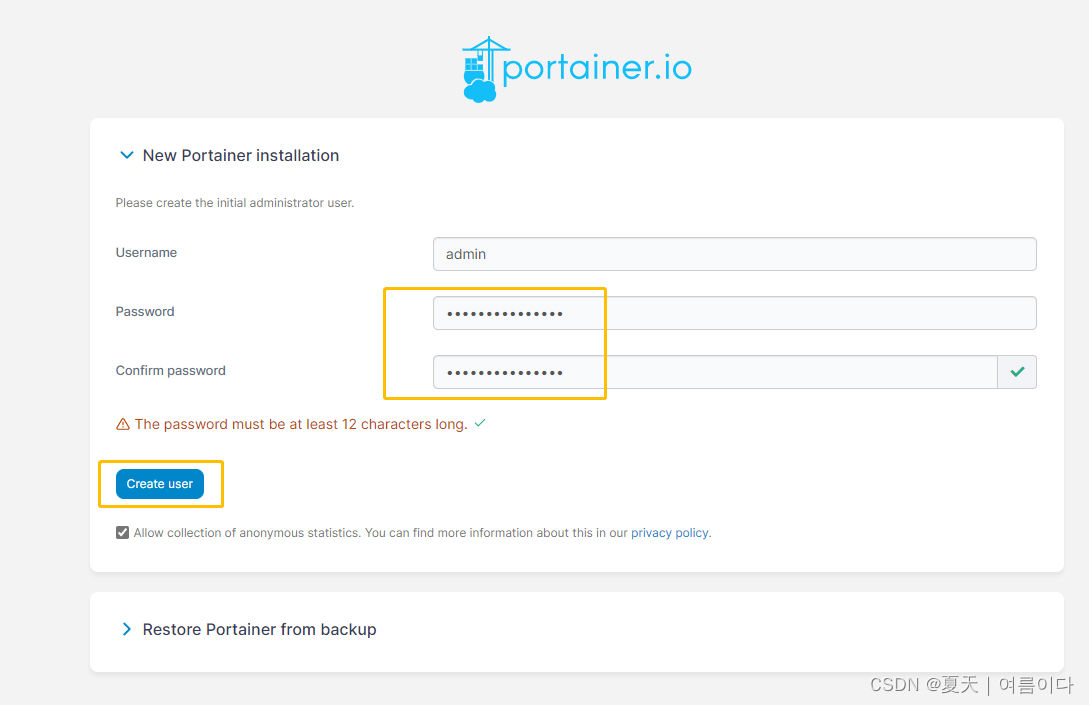 portainer.io
New Portainer installation
Please create the initial administrator user.
Username
admin
Password
•••••••••••••••
Confirm password
•••••••••••••••
The password must be at least 12 characters long.
Create user
Allow collection of anonymous statistics. You can find more information about this in our privacy policy.
Restore Portainer from backup
CSDN @夏天 | 여름이다